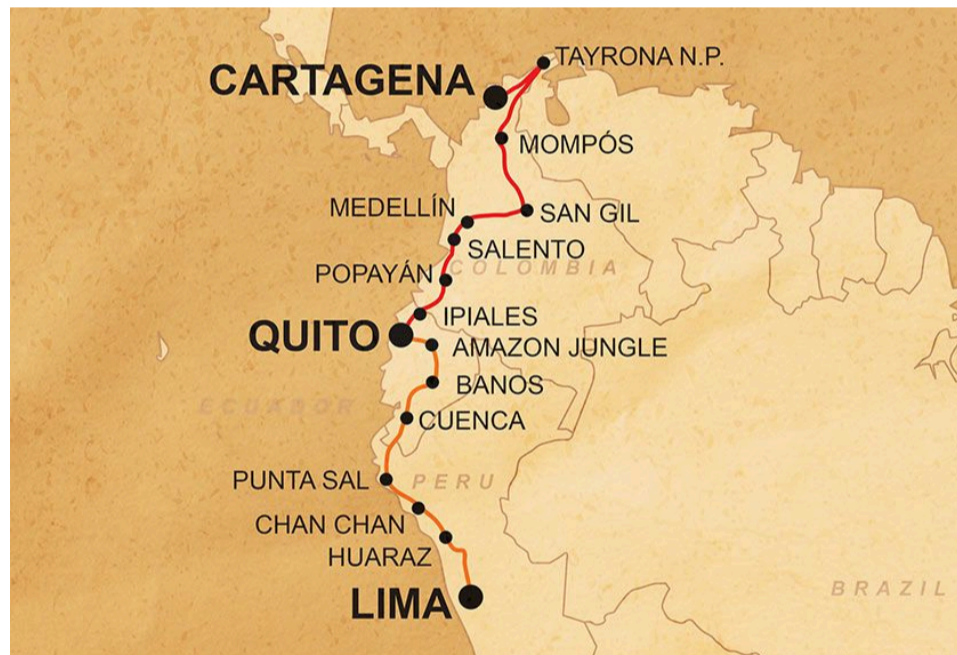 TAYRONA N.P.
CARTAGENA
MOMPÓS
MEDELLÍN
SAN GIL
SALENTO
COLOMBIA
POPAYÁN
IPIALES
QUITO
AMAZON JUNGLE
BANOS
ECUADOR
CUENCA
PUNTA SAL
PERU
CHAN CHAN
HUARAZ
BRAZIL
LIMA